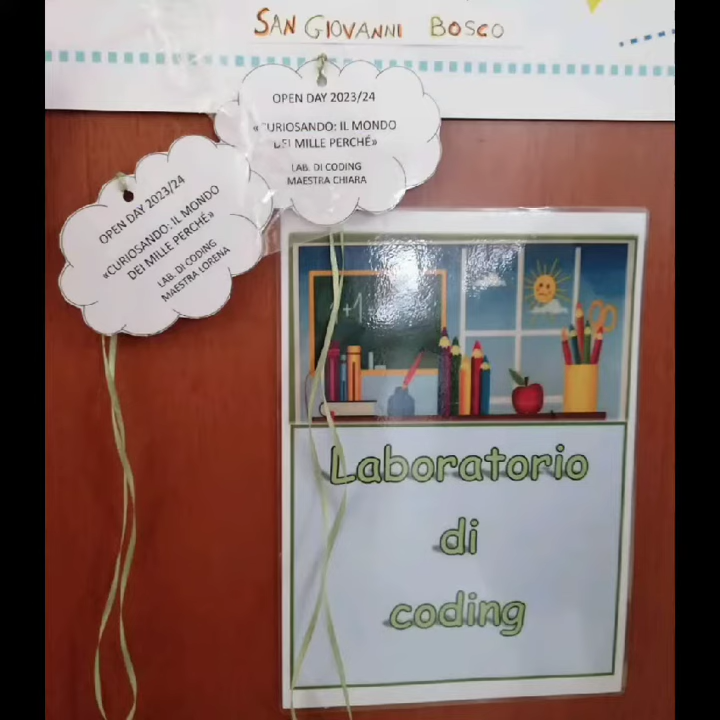 SAN GIOVANNI BOSCO
OPEN DAY 2023/24
«CURIOSANDO: IL MONDO
DEI MILLE PERCHÉ»
LAB. DI CODING
MAESTRA CHIARA
OPEN DAY 2023/24
«CURIOSANDO: IL MONDO
DEI MILLE PERCHÉ»
LAB. DI CODING
MAESTRA LORENA
Laboratorio
di
coding